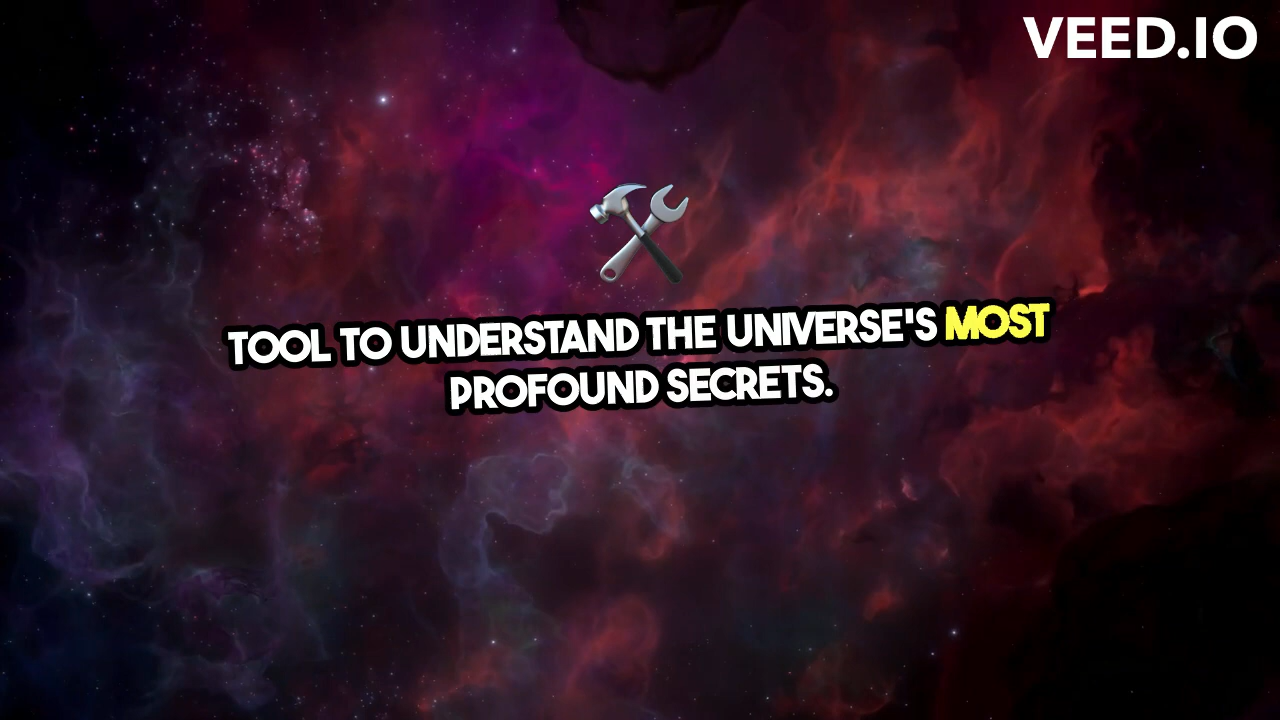 VEED.IO
TOOL TO UNDERSTAND THE UNIVERSE'S MOST
PROFOUND SECRETS.